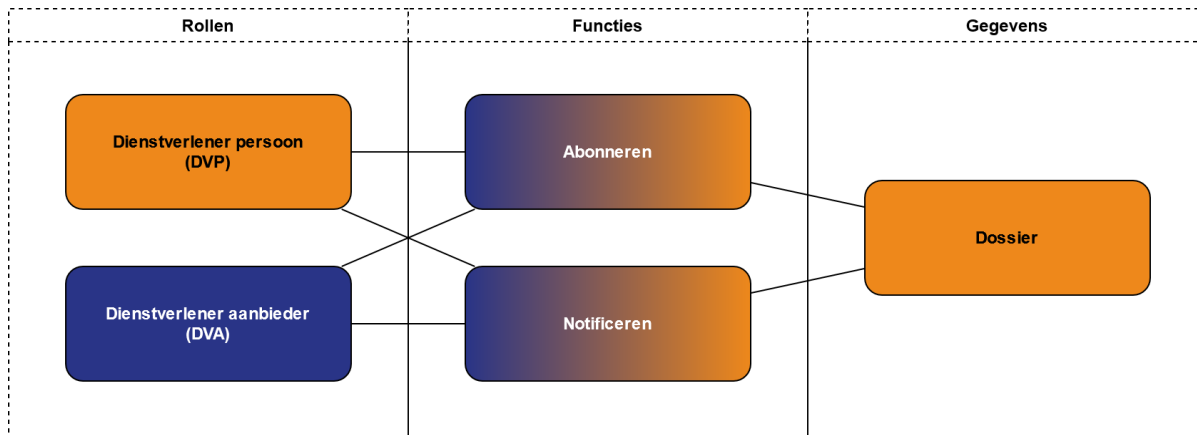 Rollen
Functies
Gegevens
Dienstverlener persoon
(DVP)
Abonneren
Dossier
Dienstverlener aanbieder
(DVA)
Notificeren